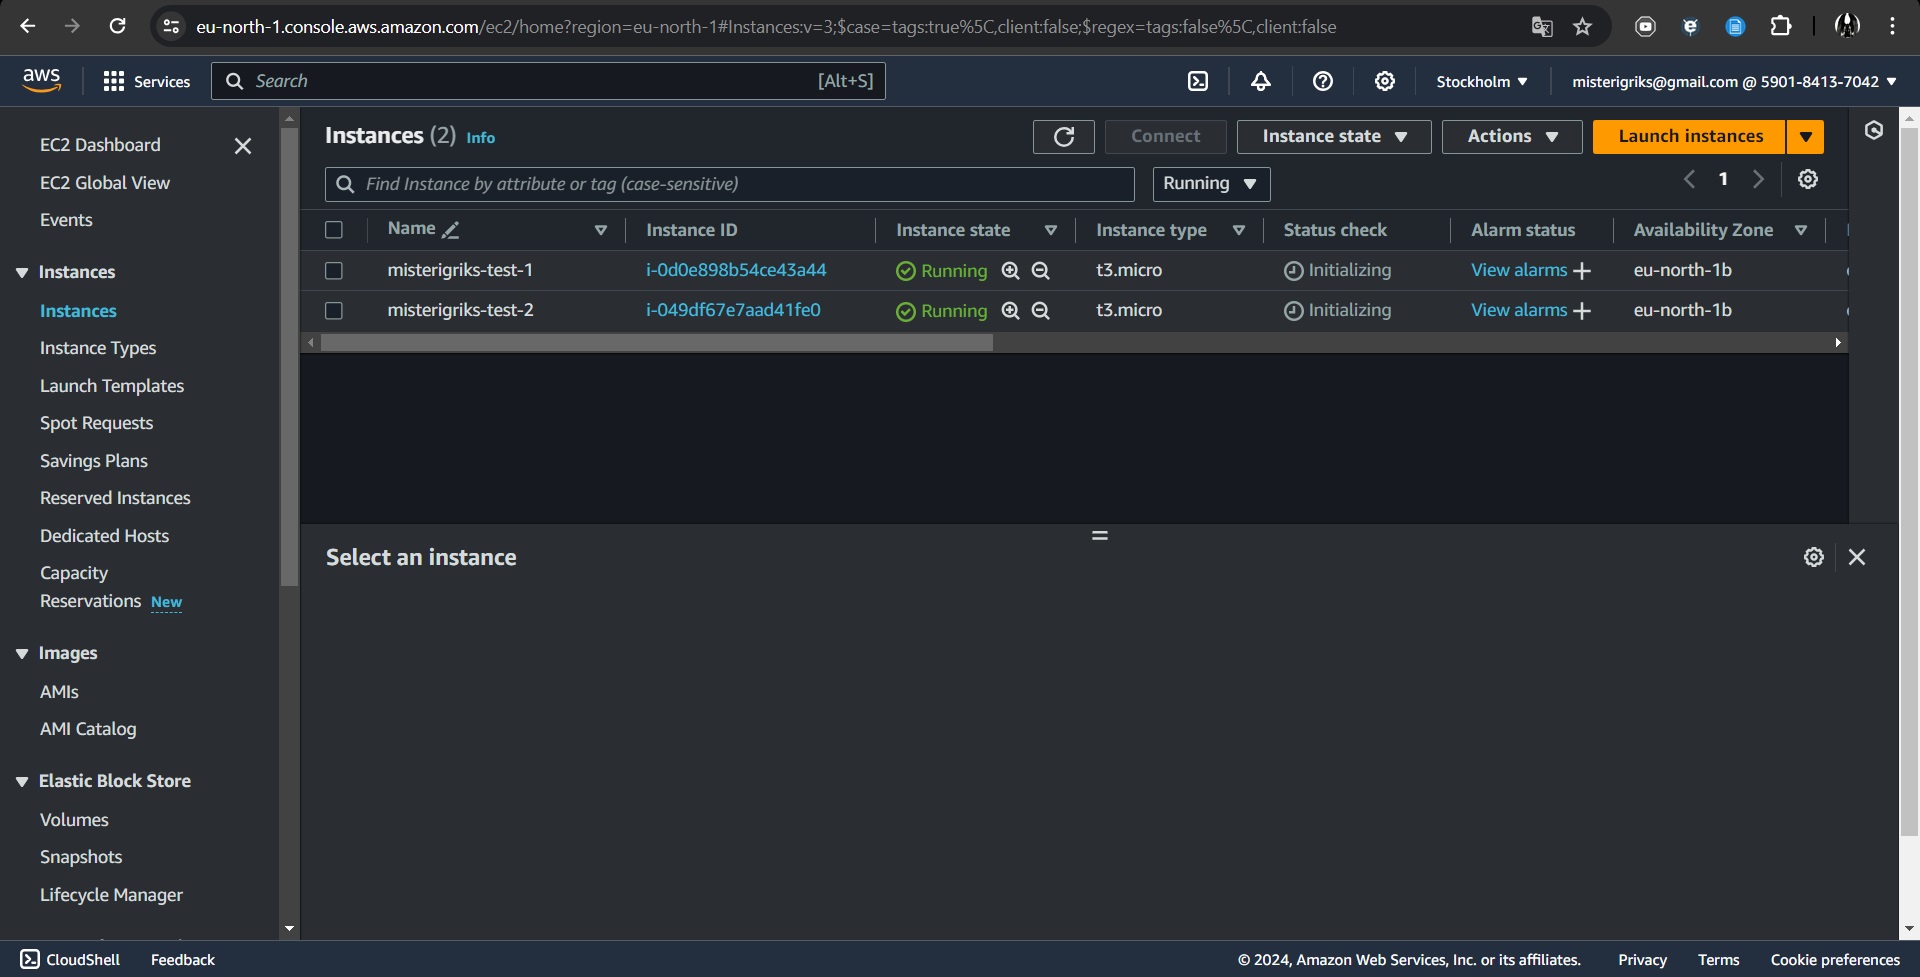 eu-north-1.console.aws.amazon.com/ec2/home?region=eu-north-1#Instances:v=3;$case=tags:true%5C,client:false;$regex=tags:false%5C,client:false
aws Services Search [Alt+S] Stockholm misterigriks@gmail.com @ 5901-8413-7042
EC2 Dashboard
EC2 Global View
Events
Instances
Instances
Instance Types
Launch Templates
Spot Requests
Savings Plans
Reserved Instances
Dedicated Hosts
Capacity
Reservations New
Images
AMIs
AMI Catalog
Elastic Block Store
Volumes
Snapshots
Lifecycle Manager
Instances (2) Info Connect Instance state Actions Launch instances
Find Instance by attribute or tag (case-sensitive) Running 1
Name Instance ID Instance state Instance type Status check Alarm status Availability Zone
misterigriks-test-1 i-0d0e898b54ce43a44 Running t3.micro Initializing View alarms eu-north-1b
misterigriks-test-2 i-049df67e7aad41fe0 Running t3.micro Initializing View alarms eu-north-1b
Select an instance
CloudShell Feedback © 2024, Amazon Web Services, Inc. or its affiliates. Privacy Terms Cookie preferences